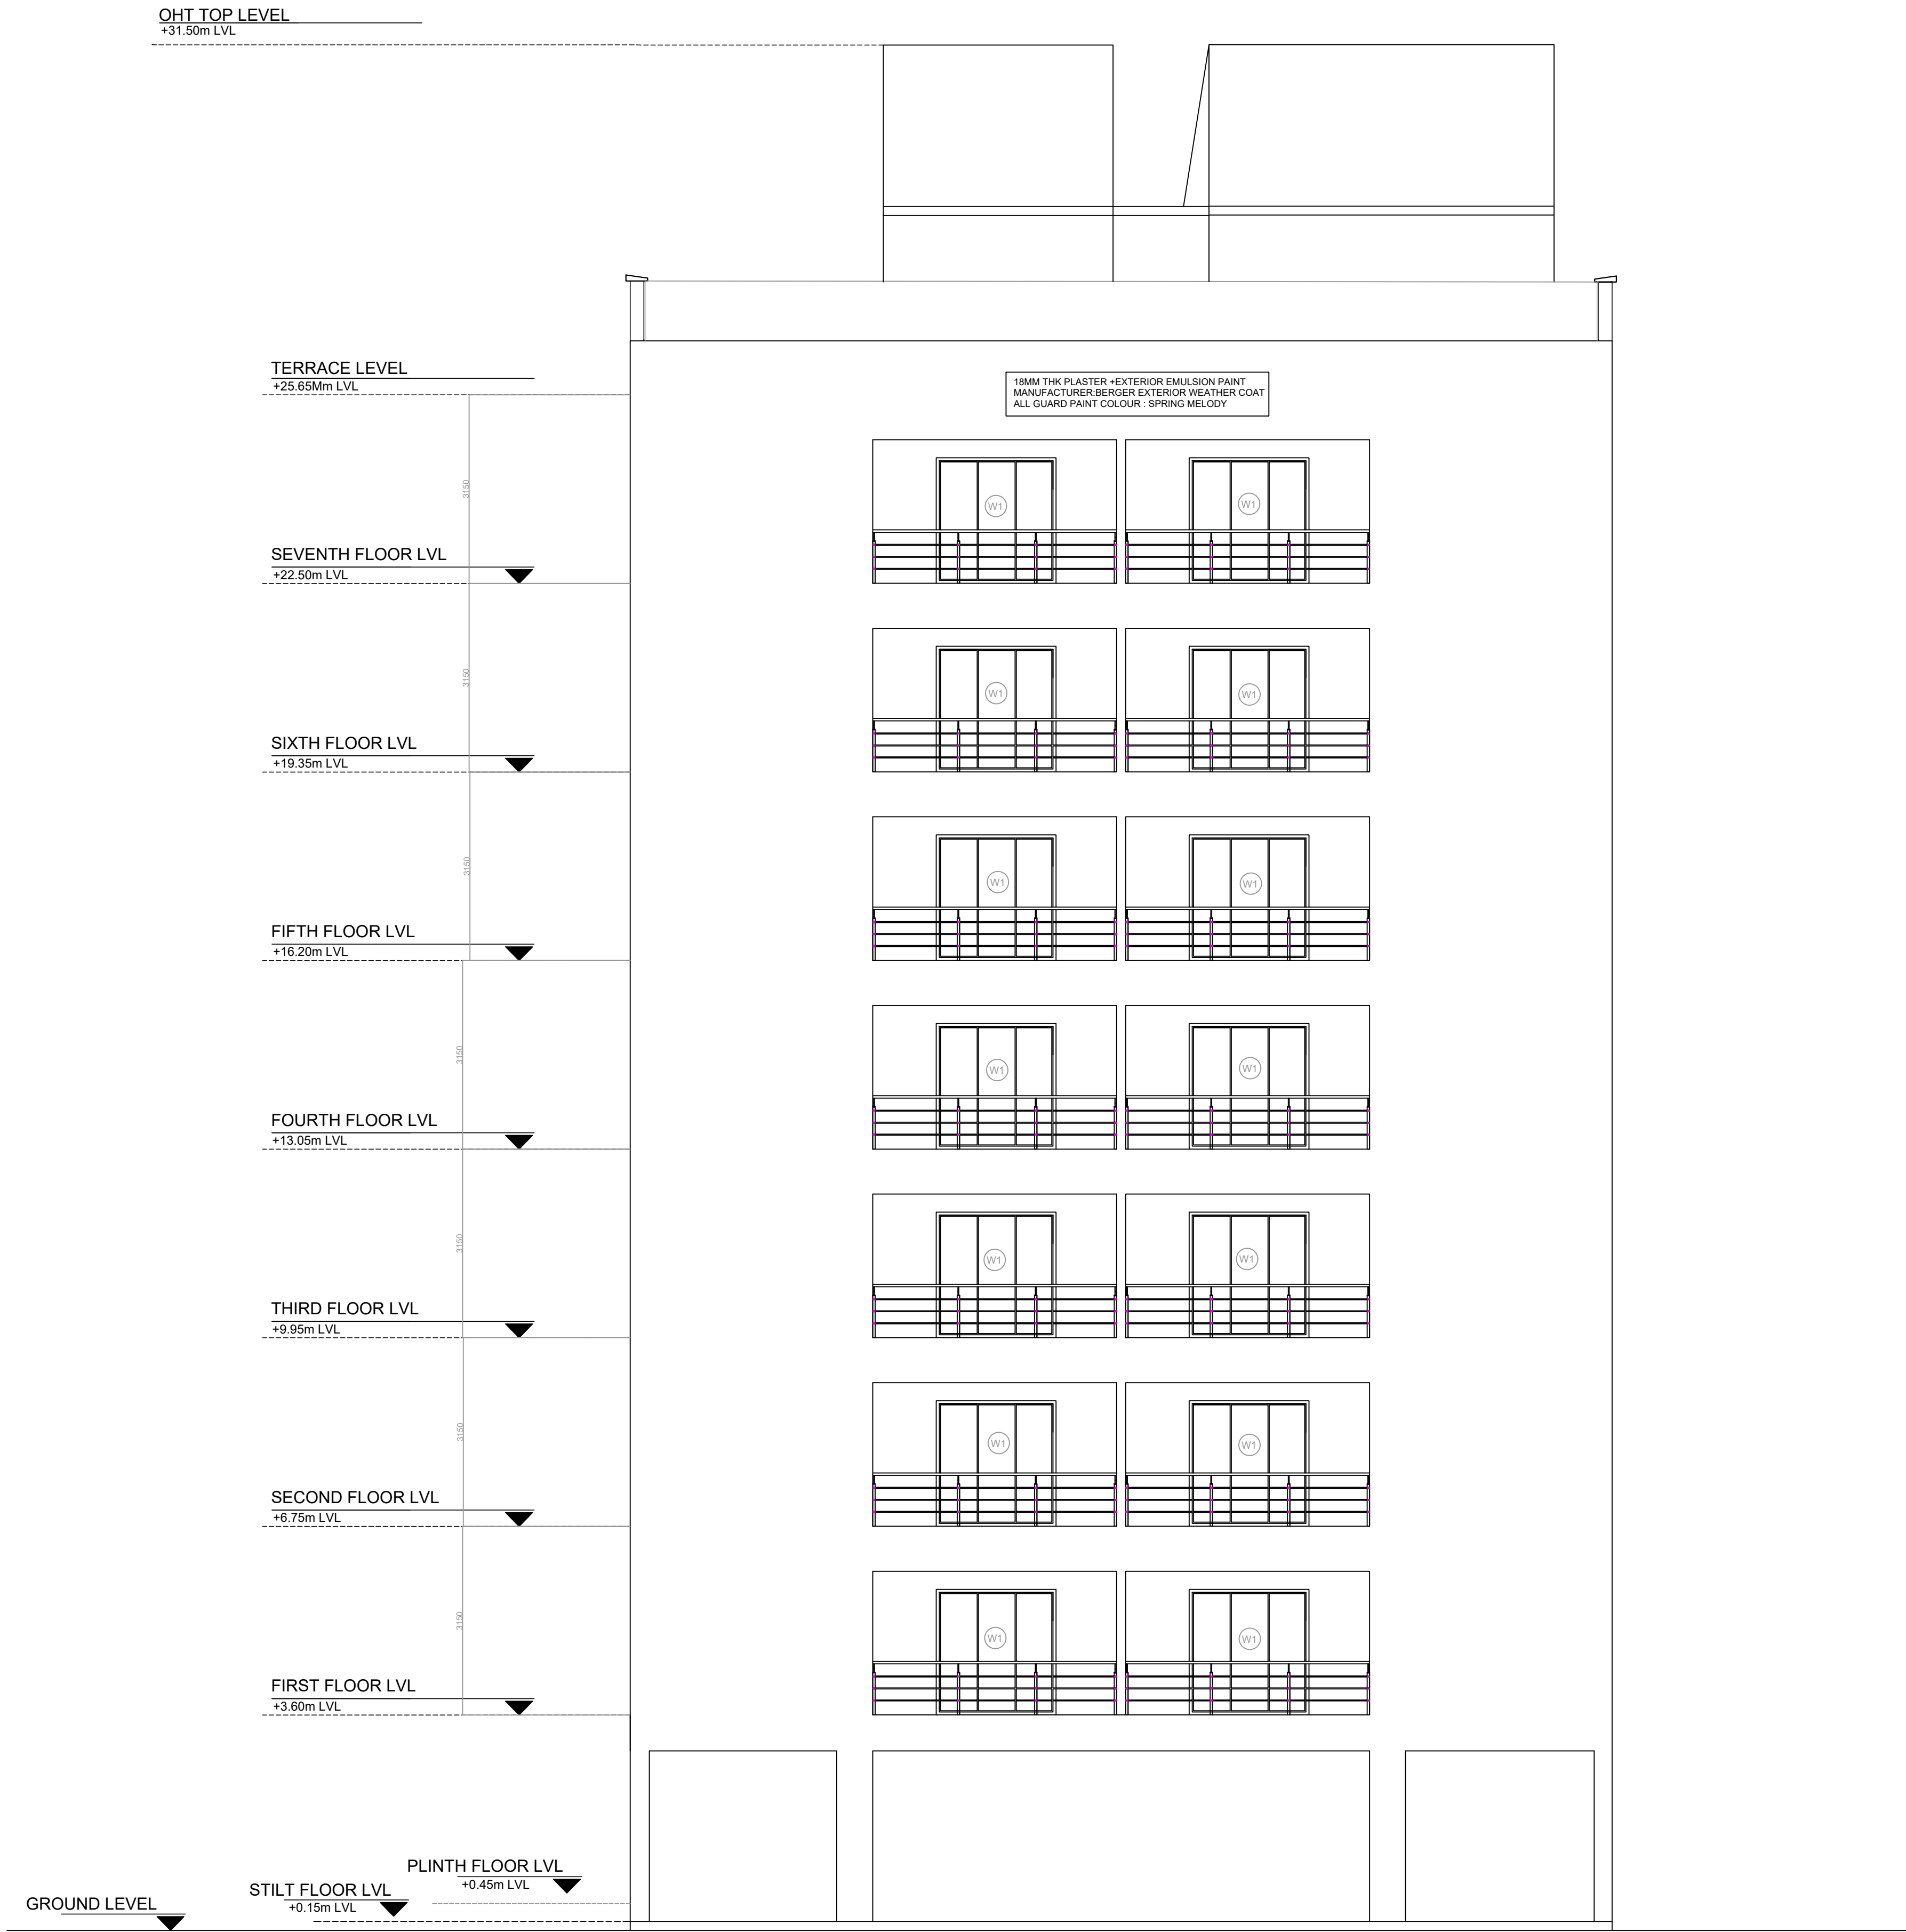 OHT TOP LEVEL
+31.50m LVL
TERRACE LEVEL
+25.65Mm LVL
18MM THK PLASTER +EXTERIOR EMULSION PAINT
MANUFACTURER:BERGER EXTERIOR WEATHER COAT
ALL GUARD PAINT COLOUR : SPRING MELODY
3150
W1
W1
SEVENTH FLOOR LVL
+22.50m LVL
3150
W1
W1
SIXTH FLOOR LVL
+19.35m LVL
3150
W1
W1
FIFTH FLOOR LVL
+16.20m LVL
3150
W1
W1
FOURTH FLOOR LVL
+13.05m LVL
3150
W1
W1
THIRD FLOOR LVL
+9.95m LVL
3150
W1
W1
SECOND FLOOR LVL
+6.75m LVL
3150
W1
W1
FIRST FLOOR LVL
+3.60m LVL
PLINTH FLOOR LVL
+0.45m LVL
STILT FLOOR LVL
+0.15m LVL
GROUND LEVEL